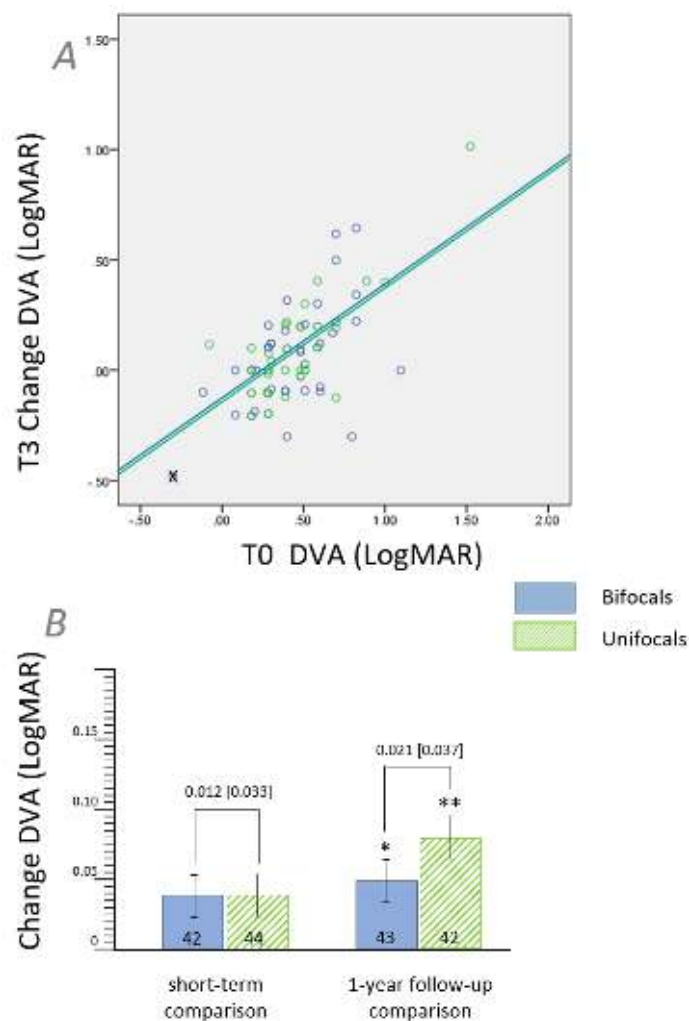 A
T3 Change DVA (LogMAR)
1.50
1.00
.50
.00
-.50
x
-.50 .00 .50 1.00 1.50 2.00
T0 DVA (LogMAR)
Bifocals
Unifocals
B
Change DVA (LogMAR)
0.15
0.10
0.05
0
0.012 [0.033]
0.021 [0.037]
* **
42 44 43 42
short-term 1-year follow-up
comparison comparison